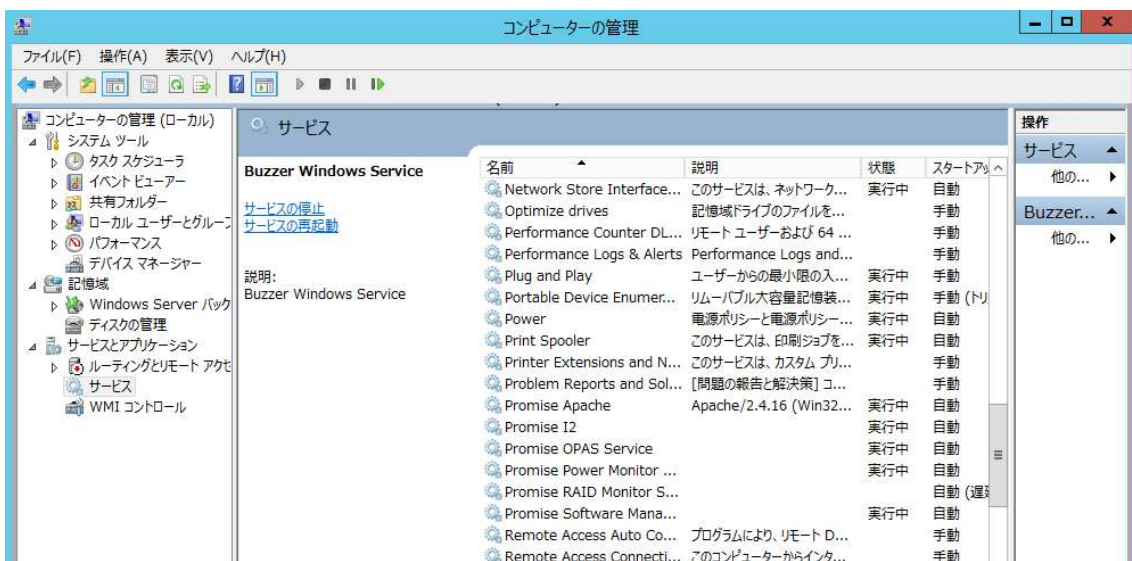 コンピューターの管理
ファイル(F) 操作(A) 表示(V) ヘルプ(H)
コンピューターの管理 (ローカル)
システム ツール
タスク スケジューラ
イベント ビューアー
共有フォルダー
ローカル ユーザーとグルーフ
パフォーマンス
デバイス マネージャー
記憶域
Windows Server バック
ディスクの管理
サービスとアプリケーション
ルーティングとリモート アクセ
サービス
WMI コントロール
サービス
Buzzer Windows Service
サービスの停止
サービスの再起動
説明:
Buzzer Windows Service
名前 説明 状態 スタートアッ
Network Store Interface... このサービスは、ネットワーク... 実行中 自動
Optimize drives 記憶域ドライブのファイルを... 手動
Performance Counter DL... リモート ユーザーおよび 64 ... 手動
Performance Logs & Alerts Performance Logs and... 手動
Plug and Play ユーザーからの最小限の入... 実行中 手動
Portable Device Enumer... リムーバブル大容量記憶装... 実行中 手動 (トリ
Power 電源ポリシーと電源ポリシー... 実行中 自動
Print Spooler このサービスは、印刷ジョブを... 実行中 自動
Printer Extensions and N... このサービスは、カスタム プリ... 手動
Problem Reports and Sol... [問題の報告と解決策] コ... 手動
Promise Apache Apache/2.4.16 (Win32... 実行中 自動
Promise I2 実行中 自動
Promise OPAS Service 実行中 自動
Promise Power Monitor ... 実行中 自動
Promise RAID Monitor S... 自動 (遅延
Promise Software Mana... 実行中 自動
Remote Access Auto Co... プログラムにより、リモート D... 手動
Remote Access Connecti... このコンピューターからインタ... 手動
操作
サービス
他の...
Buzzer...
他の...